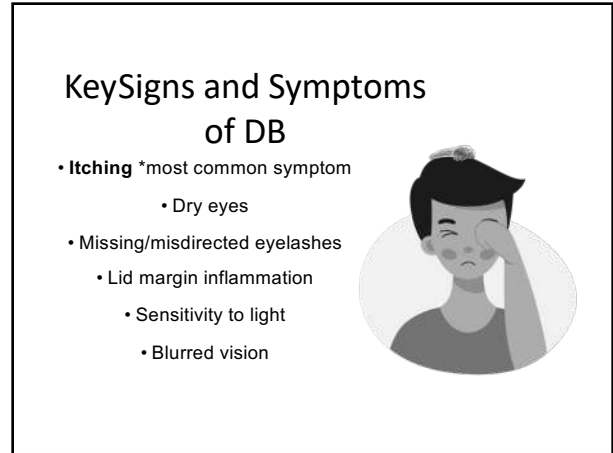 KeySigns and Symptoms
of DB
• Itching *most common symptom
• Dry eyes
• Missing/misdirected eyelashes
• Lid margin inflammation
• Sensitivity to light
• Blurred vision